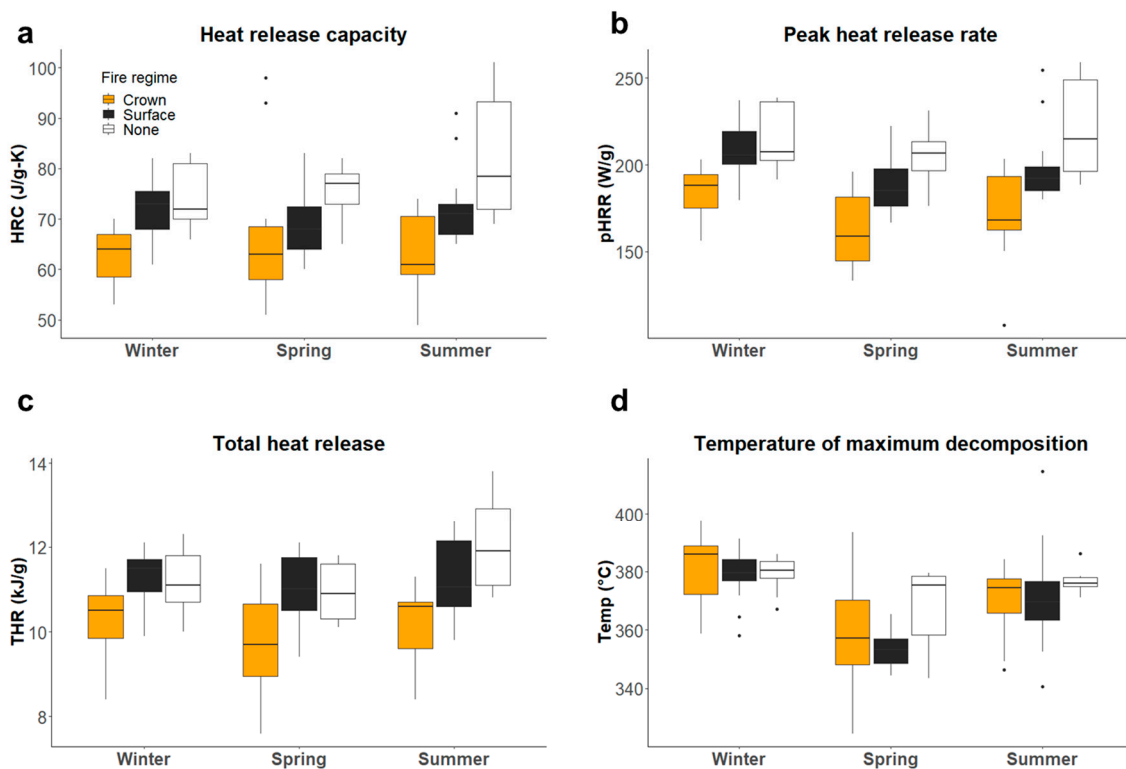 a
Heat release capacity
HRC (J/g-K)
100
90
80
70
60
50
Fire regime
Crown
Surface
None
Winter
Spring
Summer
b
Peak heat release rate
pHRR (W/g)
250
200
150
Winter
Spring
Summer
c
Total heat release
THR (kJ/g)
14
12
10
8
Winter
Spring
Summer
d
Temperature of maximum decomposition
Temp (°C)
400
380
360
340
Winter
Spring
Summer